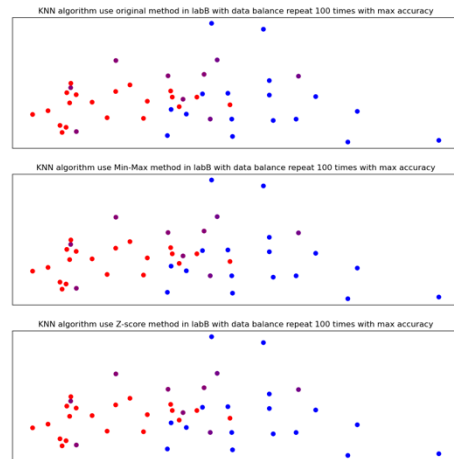 KNN algorithm use original method in labB with data balance repeat 100 times with max accuracy
KNN algorithm use Min-Max method in labB with data balance repeat 100 times with max accuracy
KNN algorithm use Z-score method in labB with data balance repeat 100 times with max accuracy